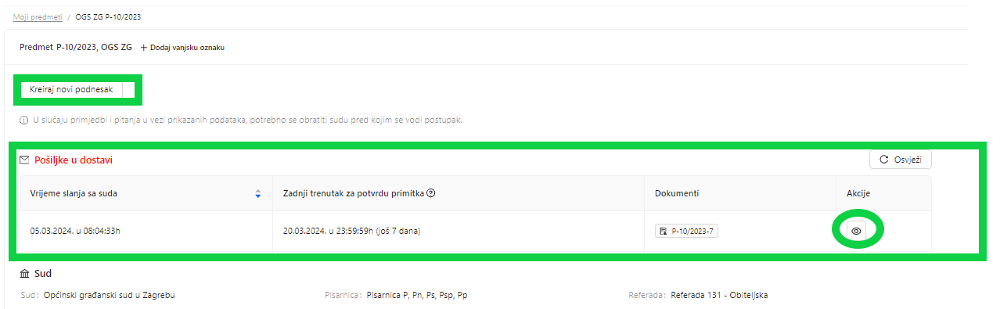 Moji predmeti / OGS ZG P-10/2023
Predmet P-10/2023, OGS ZG + Dodaj vanjsku oznaku
Kreiraj novi podnesak
U slučaju primjedbi i pitanja u vezi prikazanih podataka, potrebno se obratiti sudu pred kojim se vodi postupak.
Pošiljke u dostavi Osvježi
Vrijeme slanja sa suda Zadnji trenutak za potvrdu primitka Dokumenti Akcije
05.03.2024. u 08:04:33h 20.03.2024. u 23:59:59h (još 7 dana) P-10/2023-7
Sud
Sud: Općinski građanski sud u Zagrebu Pisarnica: Pisarnica P, Pn, Ps, Psp, Pp Referada: Referada 131 - Obiteljska